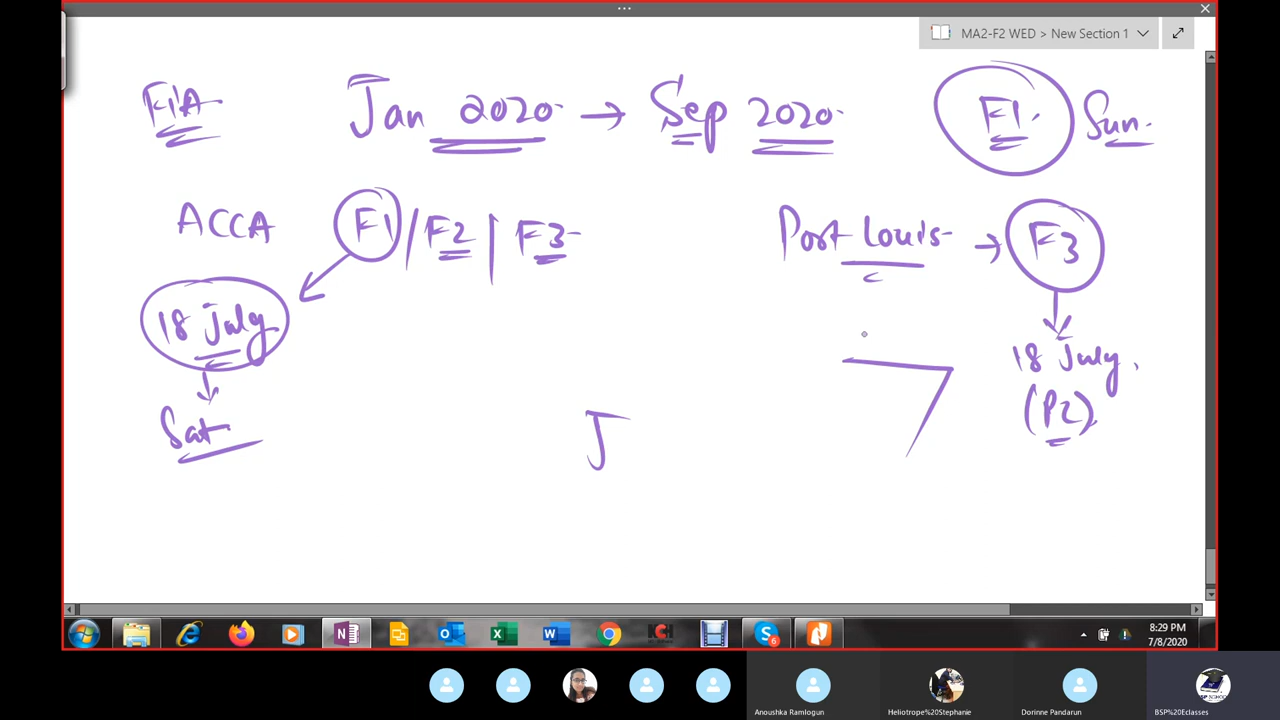 MA2-F2 WED > New Section 1
FIA Jan 2020 → Sep 2020 F1 Sun.
ACCA F1 | F2 | F3 Port Louis → F3
18 July 18 July
(P2)
Sat
J
8:29 PM
7/8/2020
Anoushka Ramlogun Heliotrope%20Stephanie Dorinne Pandarun BSP%20Eclasses